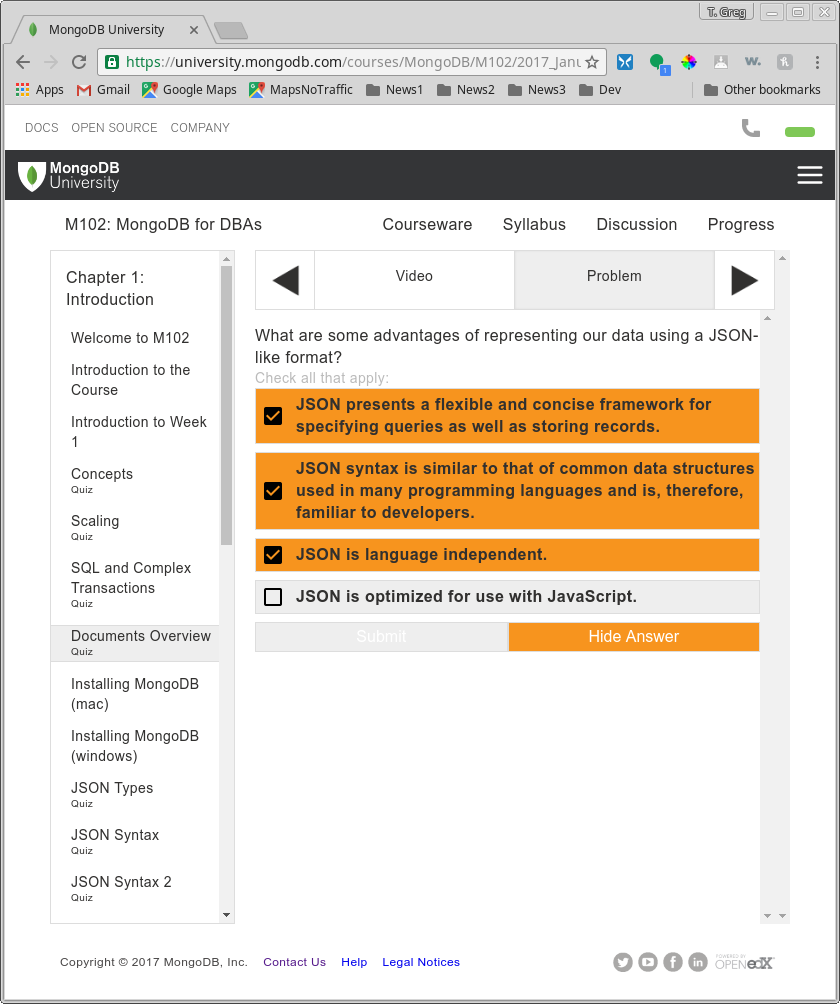 T. Greg
MongoDB University
https://university.mongodb.com/courses/MongoDB/M102/2017_Janu
1
w.
Apps Gmail Google Maps MapsNoTraffic News1 News2 News3 Dev Other bookmarks
DOCS OPEN SOURCE COMPANY
MongoDB
University
M102: MongoDB for DBAs Courseware Syllabus Discussion Progress
Chapter 1:
Introduction
Welcome to M102
Introduction to the
Course
Introduction to Week
1
Concepts
Quiz
Scaling
Quiz
SQL and Complex
Transactions
Quiz
Documents Overview
Quiz
Installing MongoDB
(mac)
Installing MongoDB
(windows)
JSON Types
Quiz
JSON Syntax
Quiz
JSON Syntax 2
Quiz
Video Problem
What are some advantages of representing our data using a JSON-
like format?
Check all that apply:
JSON presents a flexible and concise framework for
specifying queries as well as storing records.
JSON syntax is similar to that of common data structures
used in many programming languages and is, therefore,
familiar to developers.
JSON is language independent.
JSON is optimized for use with JavaScript.
Submit Hide Answer
Copyright © 2017 MongoDB, Inc. Contact Us Help Legal Notices
POWERED BY
OPEN edX